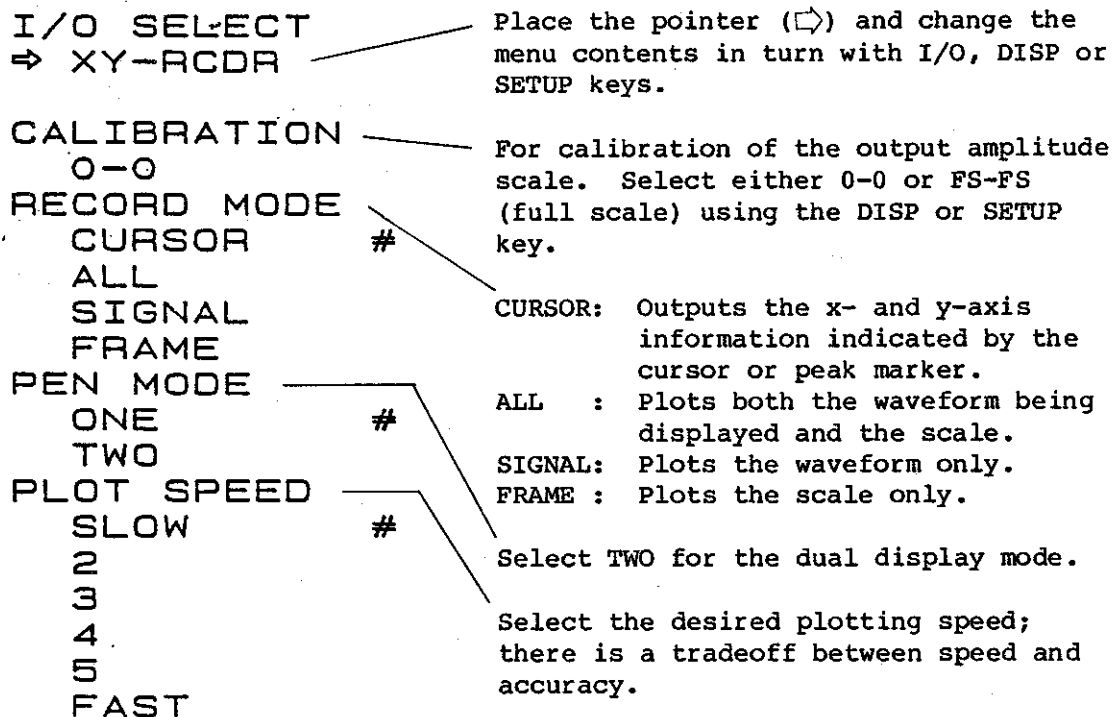 I/O SELECT
⇨ XY-RCDR
CALIBRATION
0-0
RECORD MODE
CURSOR #
ALL
SIGNAL
FRAME
PEN MODE
ONE #
TWO
PLOT SPEED
SLOW #
2
3
4
5
FAST
Place the pointer (⇨) and change the
menu contents in turn with I/O, DISP or
SETUP keys.
For calibration of the output amplitude
scale. Select either 0-0 or FS-FS
(full scale) using the DISP or SETUP
key.
CURSOR: Outputs the x- and y-axis
information indicated by the
cursor or peak marker.
ALL : Plots both the waveform being
displayed and the scale.
SIGNAL: Plots the waveform only.
FRAME : Plots the scale only.
Select TWO for the dual display mode.
Select the desired plotting speed;
there is a tradeoff between speed and
accuracy.